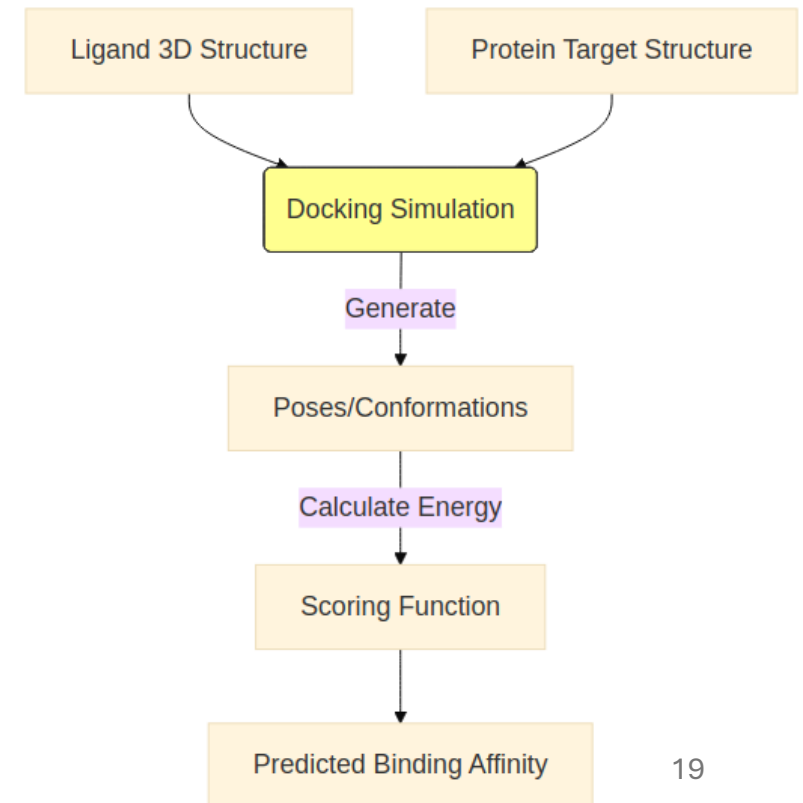 Ligand 3D Structure
Protein Target Structure
Docking Simulation
Generate
Poses/Conformations
Calculate Energy
Scoring Function
Predicted Binding Affinity
19